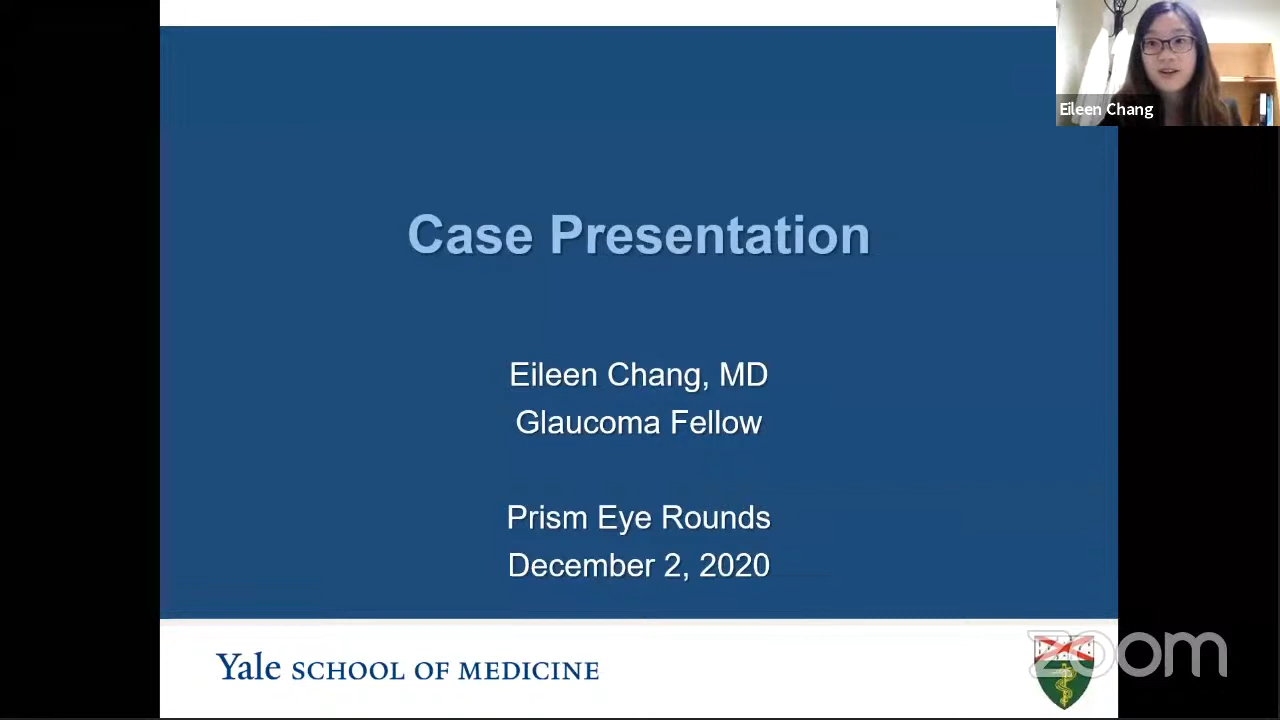 Eileen Chang
Case Presentation
Eileen Chang, MD
Glaucoma Fellow
Prism Eye Rounds
December 2, 2020
Yale SCHOOL OF MEDICINE
zoom